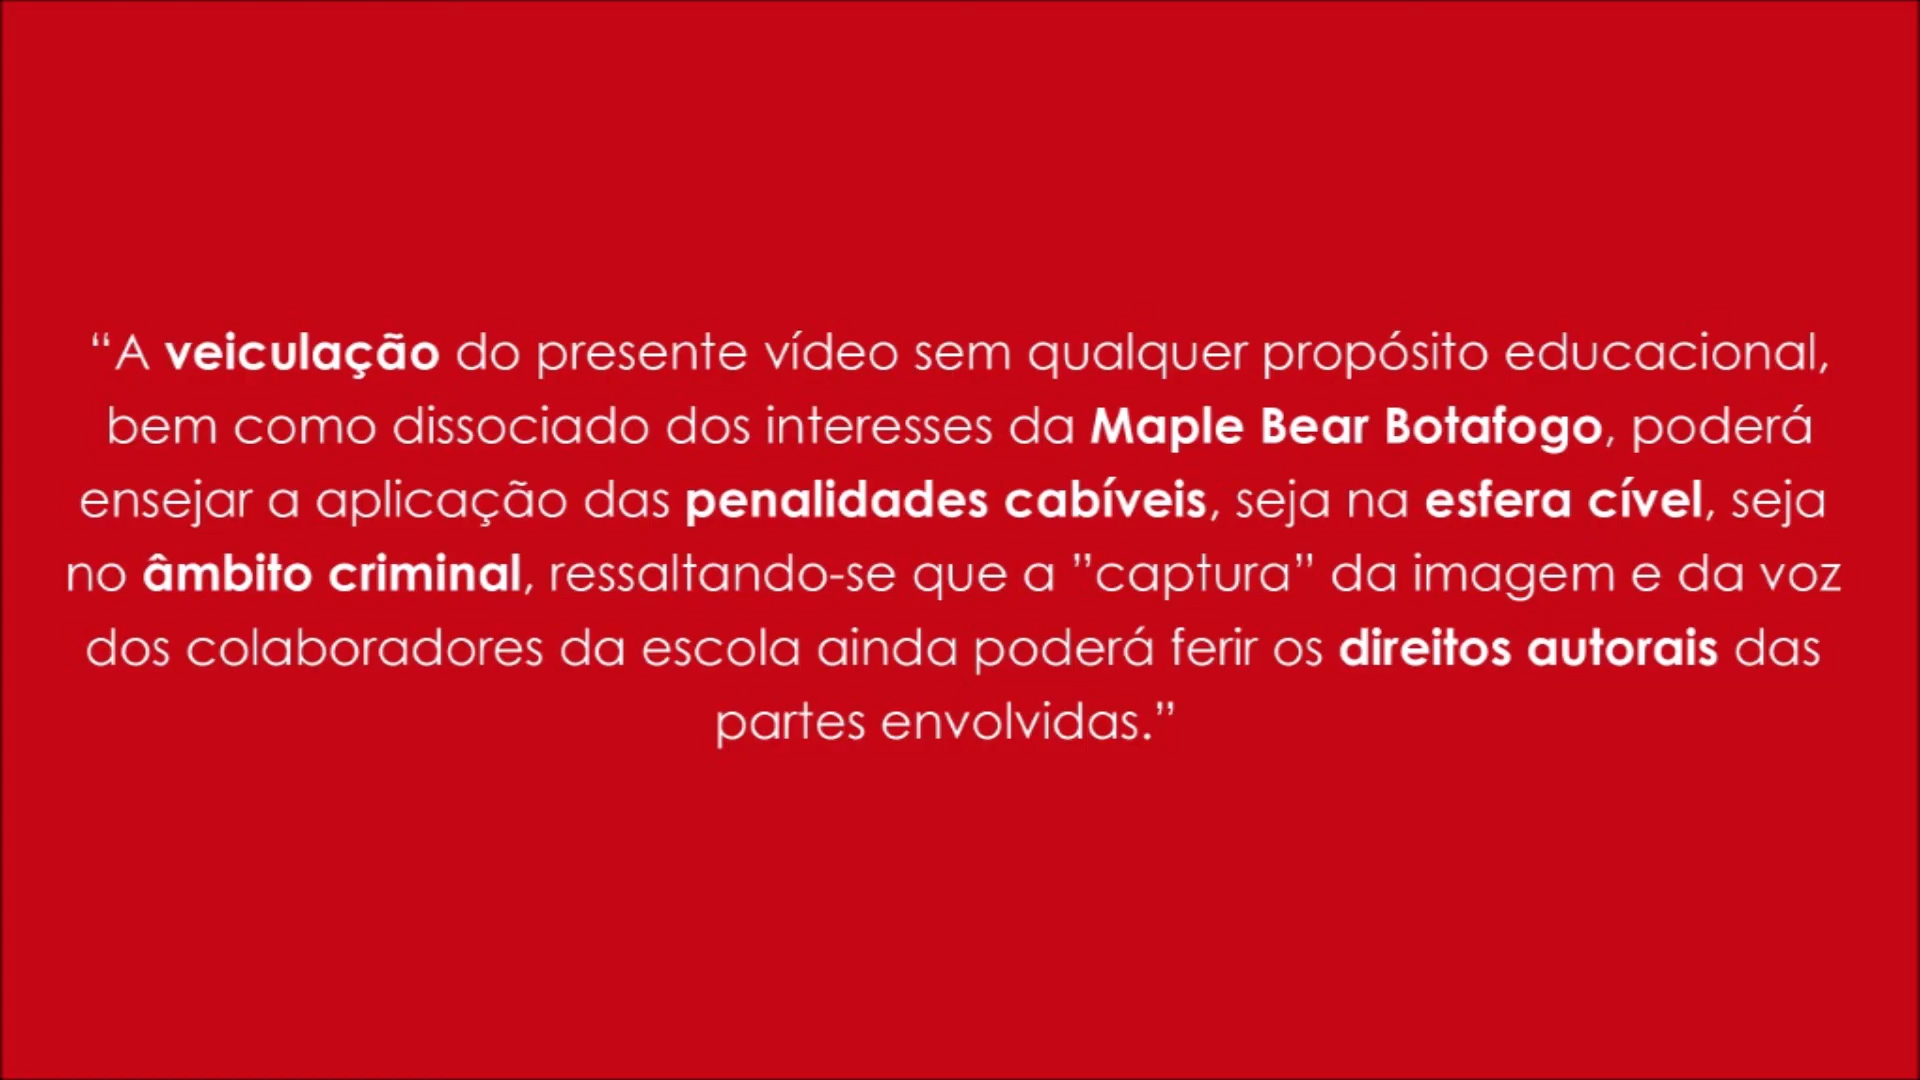 “A veiculação do presente vídeo sem qualquer propósito educacional,
bem como dissociado dos interesses da Maple Bear Botafogo, poderá
ensejar a aplicação das penalidades cabíveis, seja na esfera cível, seja
no âmbito criminal, ressaltando-se que a ”captura” da imagem e da voz
dos colaboradores da escola ainda poderá ferir os direitos autorais das
partes envolvidas.”